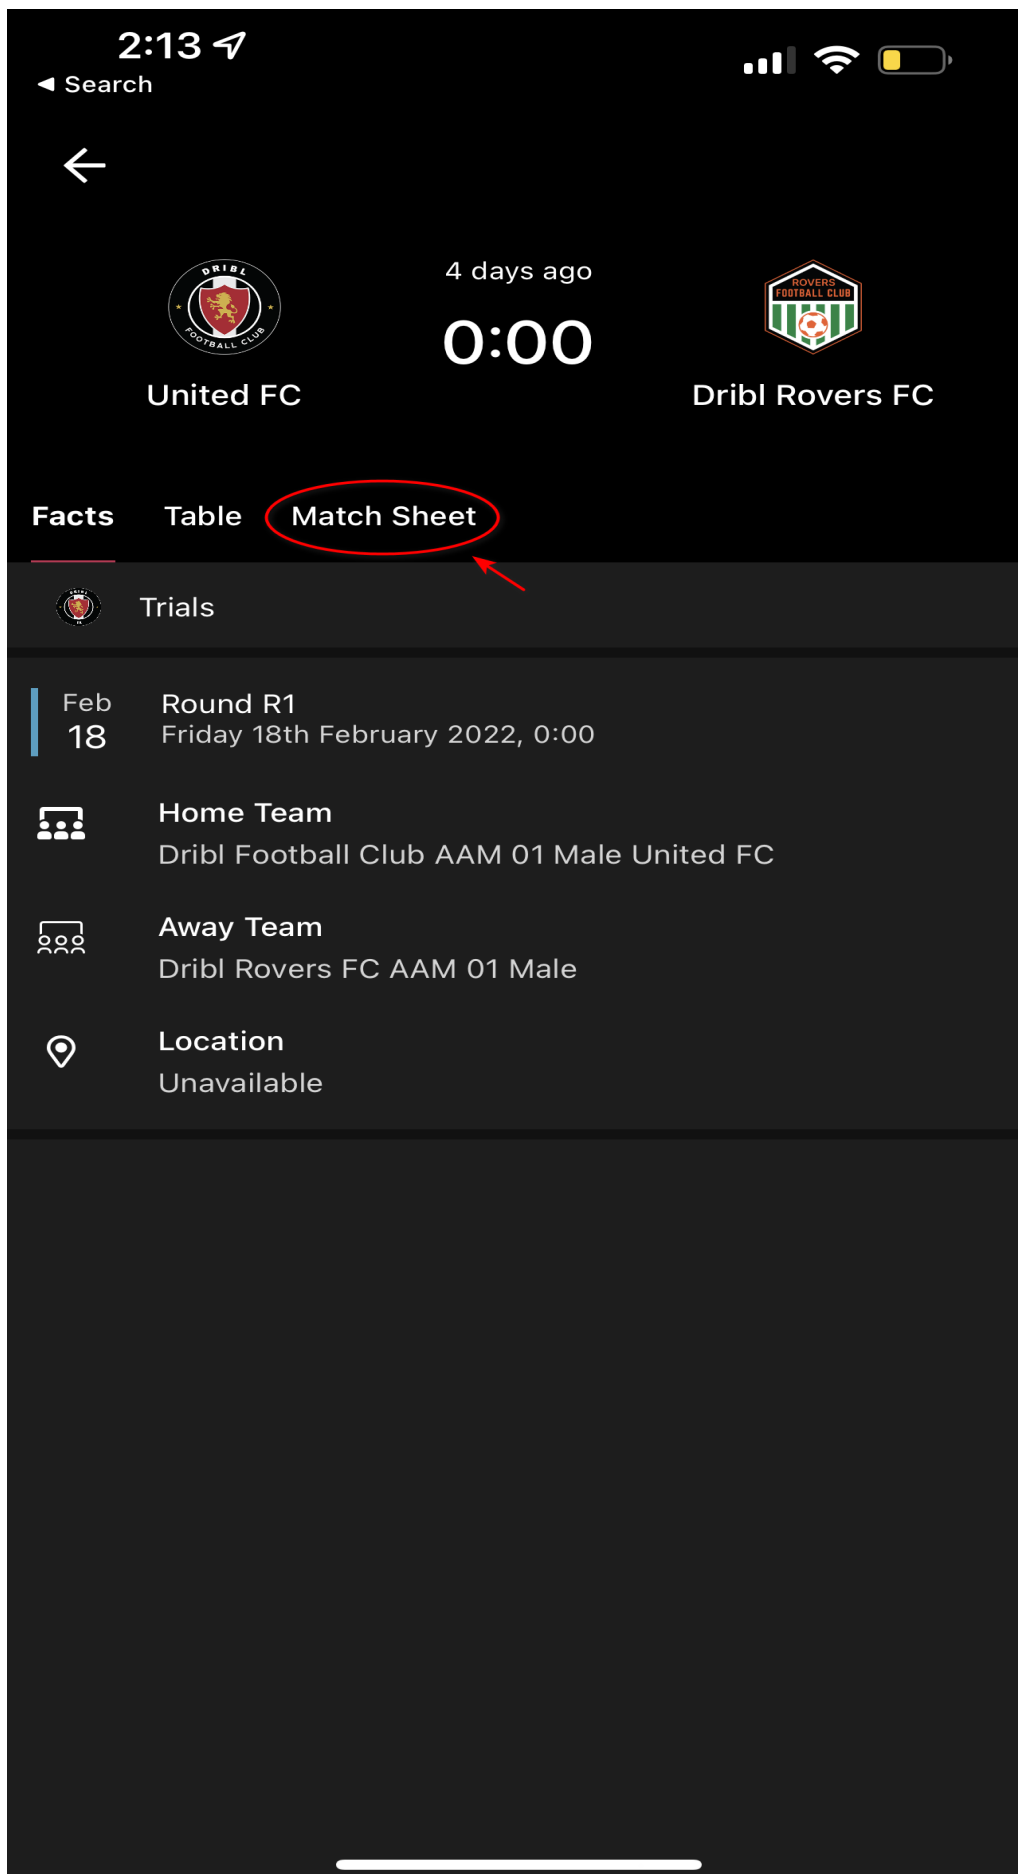 2:13
Search
DRIBL
FOOTBALL CLUB
4 days ago
0:00
ROVERS
FOOTBALL CLUB
United FC
Dribl Rovers FC
Facts
Table
Match Sheet
DRIBL
FC
Trials
Feb
18
Round R1
Friday 18th February 2022, 0:00
Home Team
Dribl Football Club AAM 01 Male United FC
Away Team
Dribl Rovers FC AAM 01 Male
Location
Unavailable